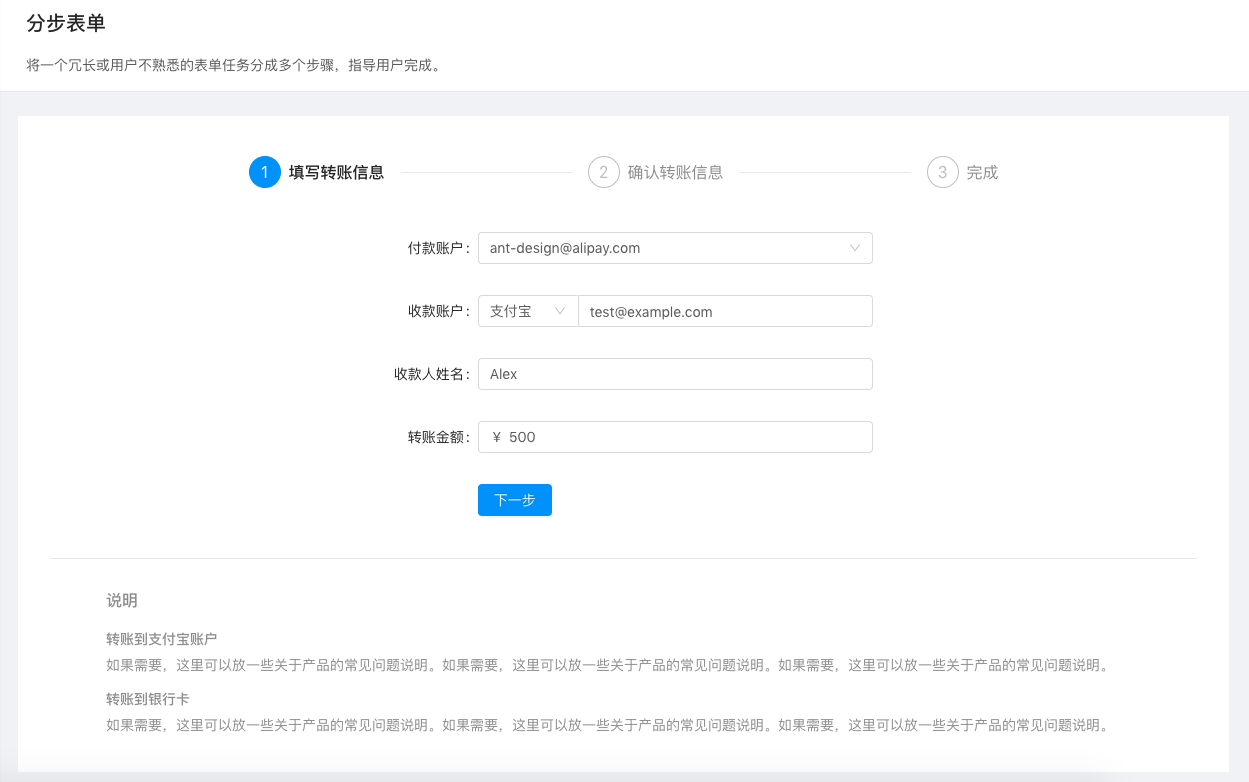 分步表单
将一个冗长或用户不熟悉的表单任务分成多个步骤，指导用户完成。
1 填写转账信息 2 确认转账信息 3 完成
付款账户： ant-design@alipay.com
收款账户： 支付宝 test@example.com
收款人姓名： Alex
转账金额： ¥ 500
下一步
说明
转账到支付宝账户
如果需要，这里可以放一些关于产品的常见问题说明。如果需要，这里可以放一些关于产品的常见问题说明。如果需要，这里可以放一些关于产品的常见问题说明。
转账到银行卡
如果需要，这里可以放一些关于产品的常见问题说明。如果需要，这里可以放一些关于产品的常见问题说明。如果需要，这里可以放一些关于产品的常见问题说明。